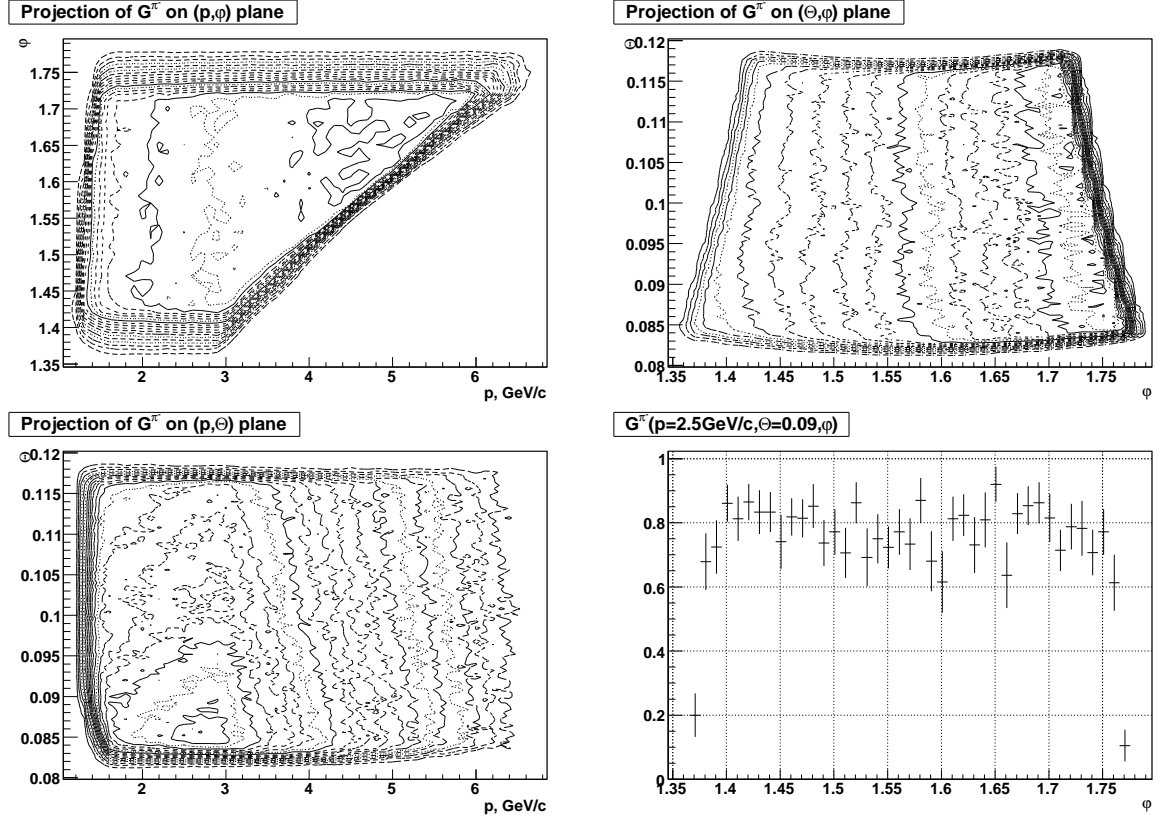 Projection of G^π⁻ on (p,φ) plane
φ
1.75
1.7
1.65
1.6
1.55
1.5
1.45
1.4
1.35
2 3 4 5 6
p, GeV/c
Projection of G^π⁻ on (Θ,φ) plane
Θ
0.12
0.115
0.11
0.105
0.1
0.095
0.09
0.085
0.08
1.35 1.4 1.45 1.5 1.55 1.6 1.65 1.7 1.75
φ
Projection of G^π⁻ on (p,Θ) plane
Θ
0.12
0.115
0.11
0.105
0.1
0.095
0.09
0.085
0.08
2 3 4 5 6
p, GeV/c
G^π⁻(p=2.5GeV/c,Θ=0.09,φ)
1
0.8
0.6
0.4
0.2
0
1.35 1.4 1.45 1.5 1.55 1.6 1.65 1.7 1.75
φ